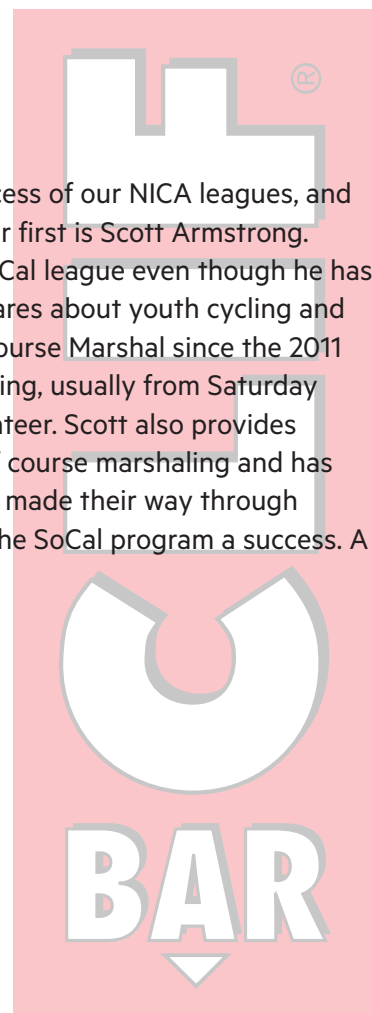 cess of our NICA leagues, and
r first is Scott Armstrong.
Cal league even though he has
ares about youth cycling and
ourse Marshal since the 2011
ing, usually from Saturday
nteer. Scott also provides
f course marshaling and has
made their way through
he SoCal program a success. A
CLIF
®
BAR